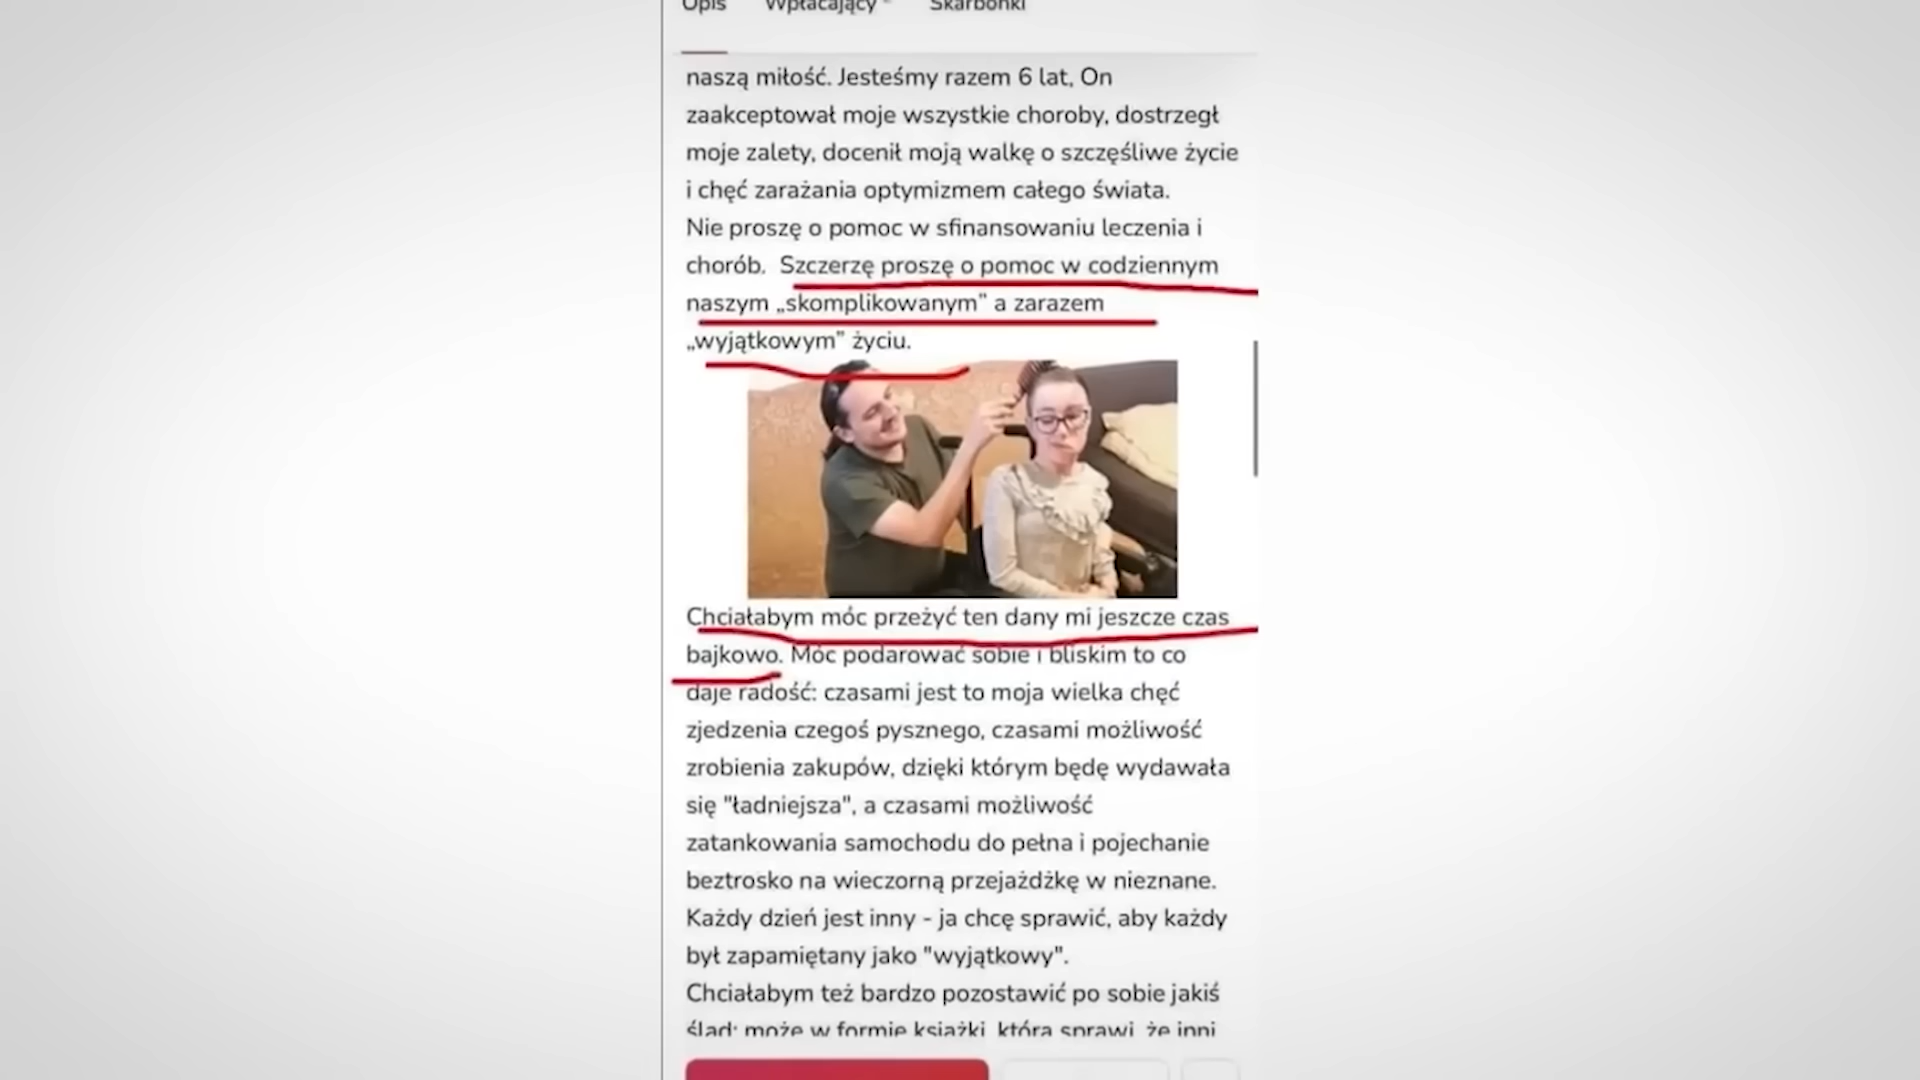 Opis Wpłacający Skarbonki
naszą miłość. Jesteśmy razem 6 lat, On
zaakceptował moje wszystkie choroby, dostrzegł
moje zalety, docenił moją walkę o szczęśliwe życie
i chęć zarażania optymizmem całego świata.
Nie proszę o pomoc w sfinansowaniu leczenia i
chorób. Szczerzę proszę o pomoc w codziennym
naszym „skomplikowanym” a zarazem
„wyjątkowym” życiu.
Chciałabym móc przeżyć ten dany mi jeszcze czas
bajkowo. Móc podarować sobie i bliskim to co
daje radość: czasami jest to moja wielka chęć
zjedzenia czegoś pysznego, czasami możliwość
zrobienia zakupów, dzięki którym będę wydawała
się "ładniejsza", a czasami możliwość
zatankowania samochodu do pełna i pojechanie
beztrosko na wieczorną przejażdżkę w nieznane.
Każdy dzień jest inny - ja chcę sprawić, aby każdy
był zapamiętany jako "wyjątkowy".
Chciałabym też bardzo pozostawić po sobie jakiś
ślad: może w formie książki, która sprawi, że inni